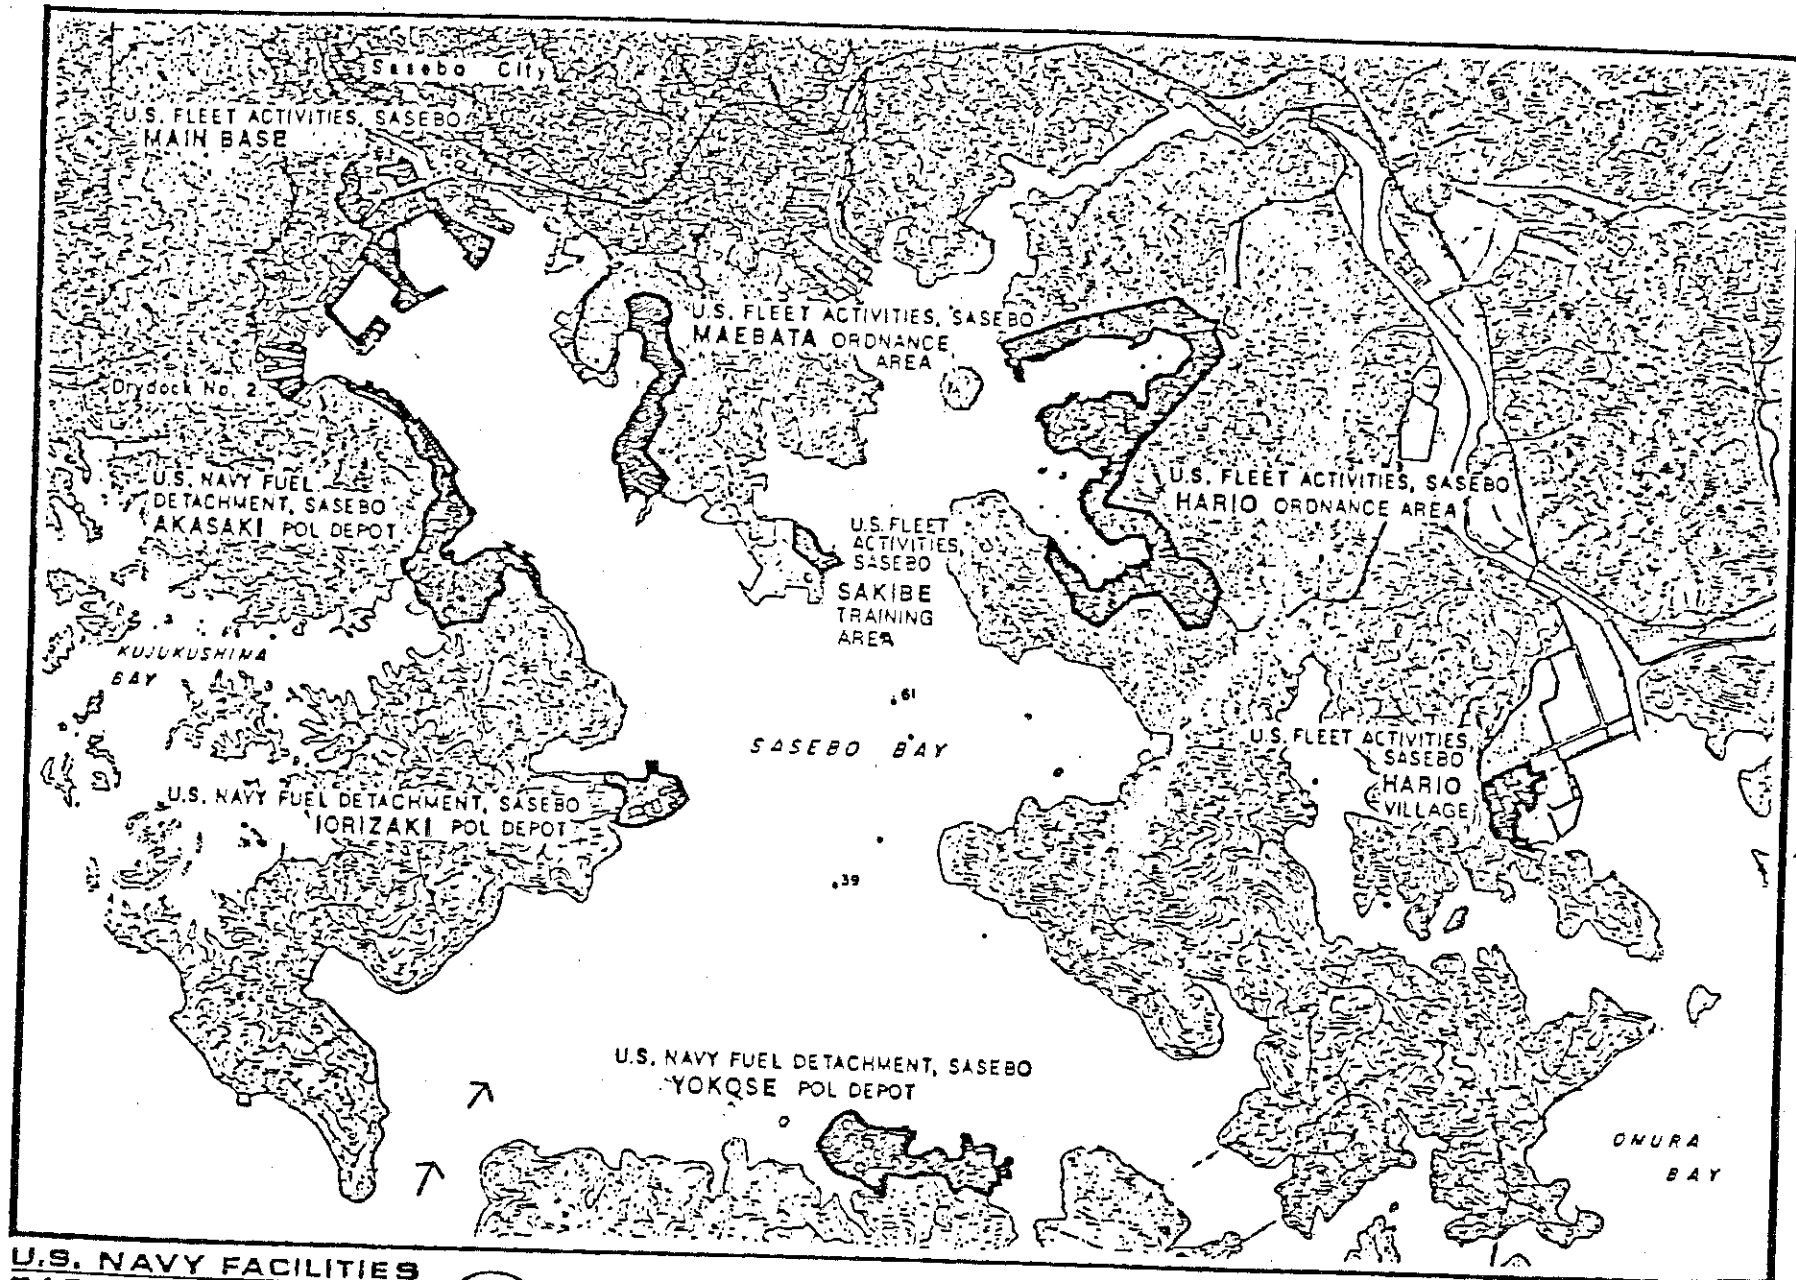 Sasebo City
U.S. FLEET ACTIVITIES, SASEBO
MAIN BASE
U.S. FLEET ACTIVITIES, SASEBO
MAEBATA ORDNANCE
AREA
Drydock No. 2
U.S. NAVY FUEL
DETACHMENT, SASEBO
AKASAKI POL DEPOT
U.S. FLEET ACTIVITIES, SASEBO
HARIO ORDNANCE AREA
U.S. FLEET
ACTIVITIES,
SASEBO
SAKIBE
TRAINING
AREA
KUJUKUSHIMA
BAY
61
SASEBO BAY
U.S. FLEET ACTIVITIES,
SASEBO
HARIO
VILLAGE
U.S. NAVY FUEL DETACHMENT, SASEBO
IORIZAKI POL DEPOT
39
U.S. NAVY FUEL DETACHMENT, SASEBO
YOKOSE POL DEPOT
OMURA
BAY
U.S. NAVY FACILITIES